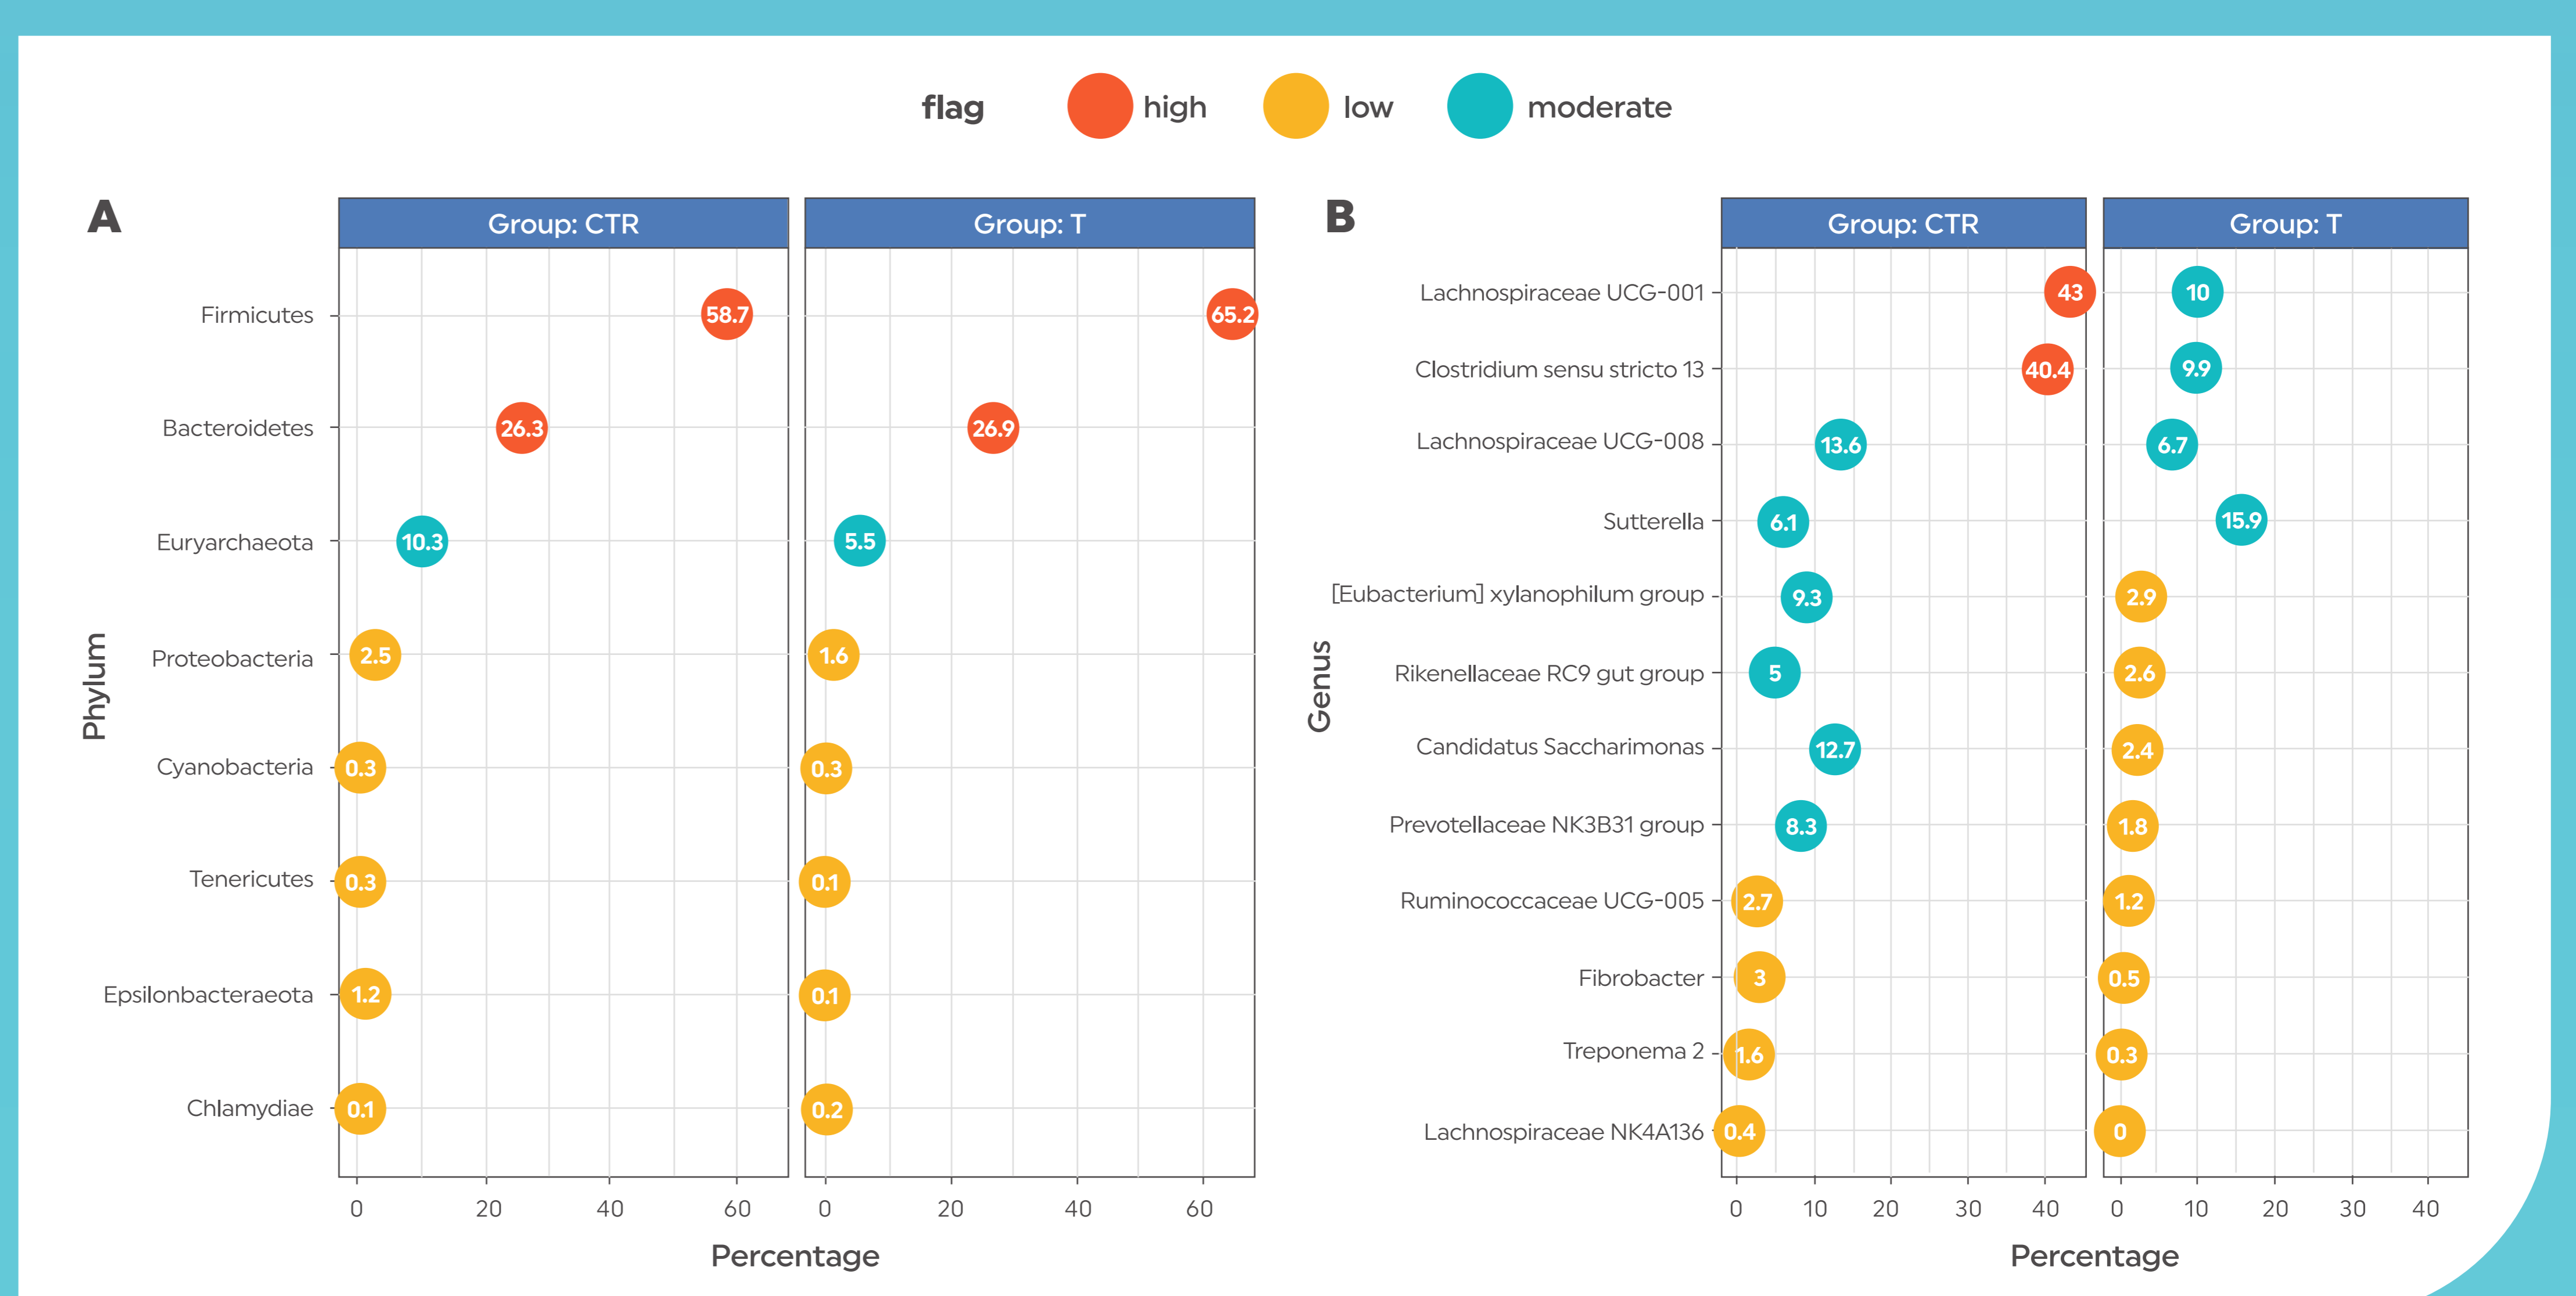 flag high low moderate
A
Group: CTR Group: T
Phylum
Firmicutes 58.7 65.2
Bacteroidetes 26.3 26.9
Euryarchaeota 10.3 5.5
Proteobacteria 2.5 1.6
Cyanobacteria 0.3 0.3
Tenericutes 0.3 0.1
Epsilonbacteraeota 1.2 0.1
Chlamydiae 0.1 0.2
0 20 40 60 0 20 40 60
Percentage
B
Group: CTR Group: T
Genus
Lachnospiraceae UCG-001 43 10
Clostridium sensu stricto 13 40.4 9.9
Lachnospiraceae UCG-008 13.6 6.7
Sutterella 6.1 15.9
[Eubacterium] xylanophilum group 9.3 2.9
Rikenellaceae RC9 gut group 5 2.6
Candidatus Saccharimonas 12.7 2.4
Prevotellaceae NK3B31 group 8.3 1.8
Ruminococcaceae UCG-005 2.7 1.2
Fibrobacter 3 0.5
Treponema 2 1.6 0.3
Lachnospiraceae NK4A136 0.4 0
0 10 20 30 40 0 10 20 30 40
Percentage